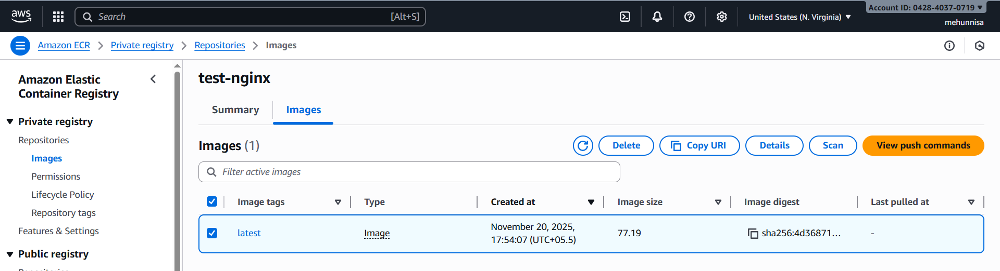 aws
Search
[Alt+S]
United States (N. Virginia)
Account ID: 0428-4037-0719
mehunnisa
Amazon ECR
Private registry
Repositories
Images
Amazon Elastic
Container Registry
Private registry
Repositories
Images
Permissions
Lifecycle Policy
Repository tags
Features & Settings
Public registry
Repositories
test-nginx
Summary
Images
Images (1)
Delete
Copy URI
Details
Scan
View push commands
Filter active images
Image tags
Type
Created at
Image size
Image digest
Last pulled at
latest
Image
November 20, 2025,
17:54:07 (UTC+05.5)
77.19
sha256:4d36871...
-